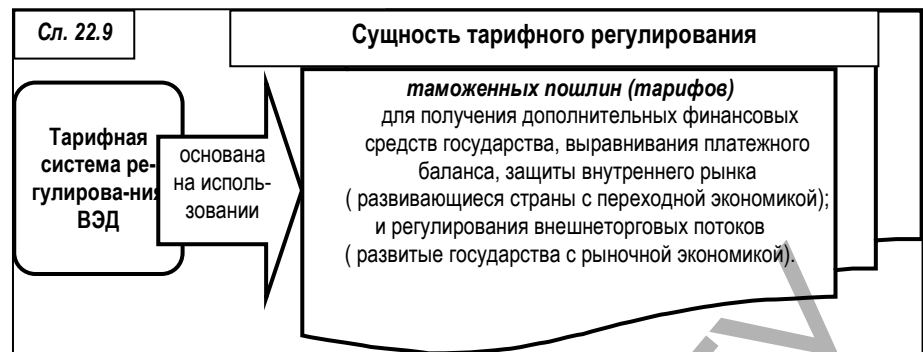 Сл. 22.9
Сущность тарифного регулирования
Тарифная
система ре-
гулирова-ния
ВЭД
основана
на исполь-
зовании
таможенных пошлин (тарифов)
для получения дополнительных финансовых
средств государства, выравнивания платежного
баланса, защиты внутреннего рынка
( развивающиеся страны с переходной экономикой);
и регулирования внешнеторговых потоков
( развитые государства с рыночной экономикой).